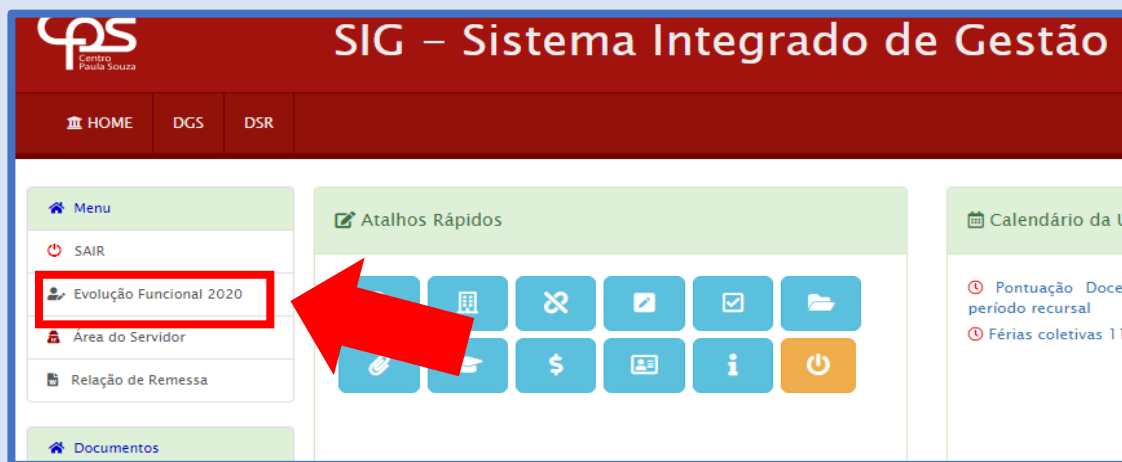 cps
Centro
Paula Souza
SIG – Sistema Integrado de Gestão
HOME DGS DSR
Menu
SAIR
Evolução Funcional 2020
Área do Servidor
Relação de Remessa
Documentos
Atalhos Rápidos
Calendário da
Pontuação Doce
período recursal
Férias coletivas 11